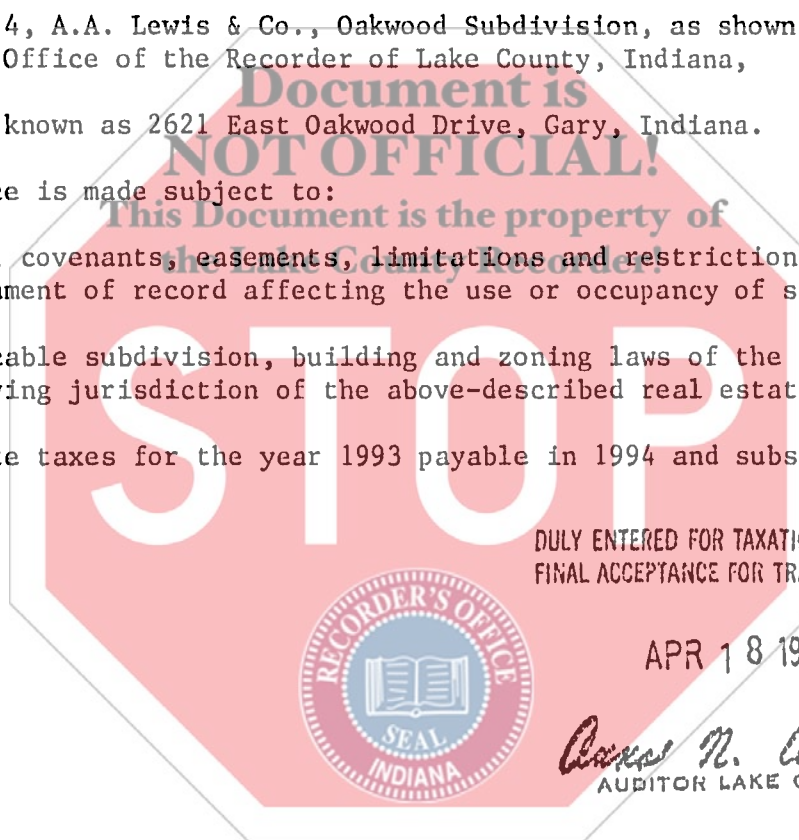 4, A.A. Lewis & Co., Oakwood Subdivision, as shown
Office of the Recorder of Lake County, Indiana,
Document is
known as 2621 East Oakwood Drive, Gary, Indiana.
NOT OFFICIAL!
e is made subject to:
This Document is the property of
covenants, easements, limitations and restriction
the Lake County Recorder!
ment of record affecting the use or occupancy of s
STOP
able subdivision, building and zoning laws of the
ving jurisdiction of the above-described real estat
e taxes for the year 1993 payable in 1994 and subs
DULY ENTERED FOR TAXATI
FINAL ACCEPTANCE FOR TR
RECORDER'S OFFICE
APR 18 19
SEAL
INDIANA
N.
AUDITOR LAKE C